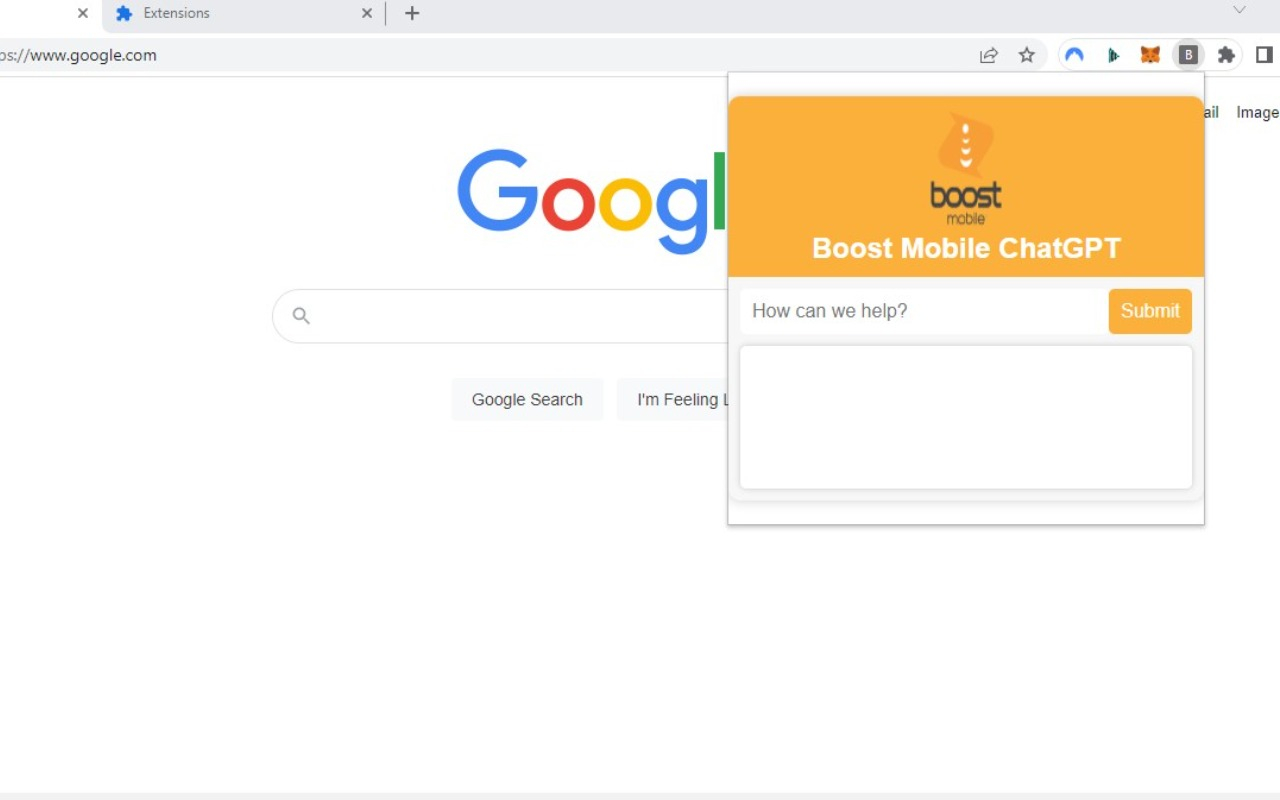 Extensions
ps://www.google.com
B
ail Image
Googl
boost
mobile
Boost Mobile ChatGPT
How can we help? Submit
Google Search I'm Feeling L